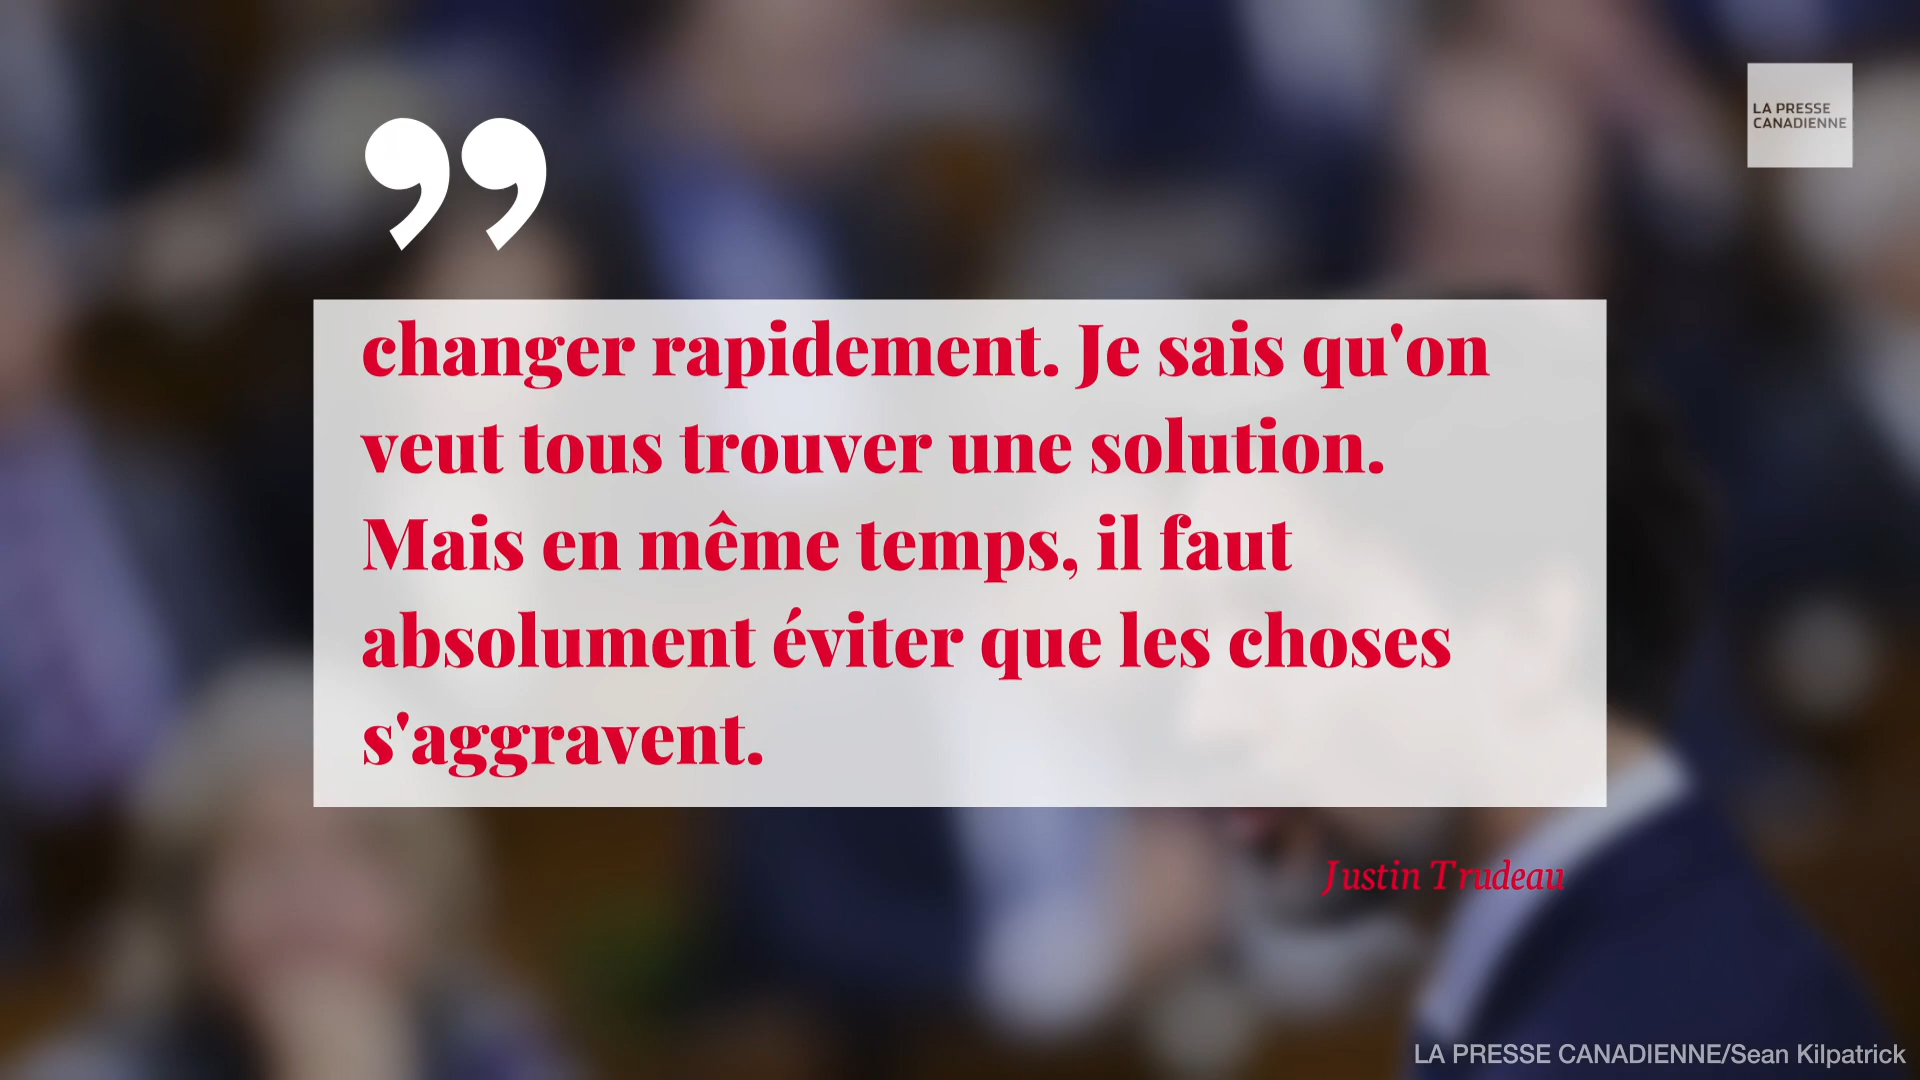 LA PRESSE
CANADIENNE
”
changer rapidement. Je sais qu'on
veut tous trouver une solution.
Mais en même temps, il faut
absolument éviter que les choses
s'aggravent.
Justin Trudeau
LA PRESSE CANADIENNE/Sean Kilpatrick